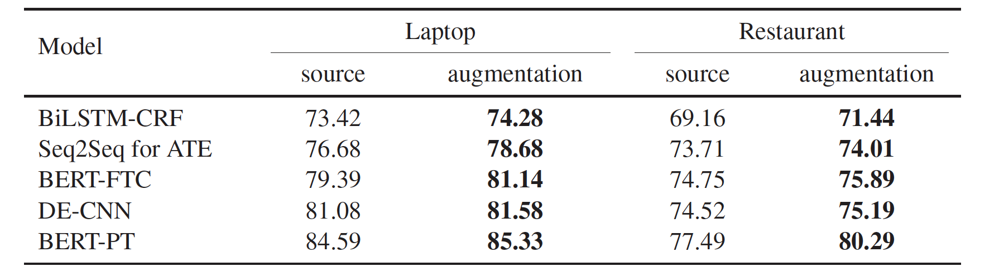 Model Laptop Restaurant
source augmentation source augmentation
BiLSTM-CRF 73.42 74.28 69.16 71.44
Seq2Seq for ATE 76.68 78.68 73.71 74.01
BERT-FTC 79.39 81.14 74.75 75.89
DE-CNN 81.08 81.58 74.52 75.19
BERT-PT 84.59 85.33 77.49 80.29